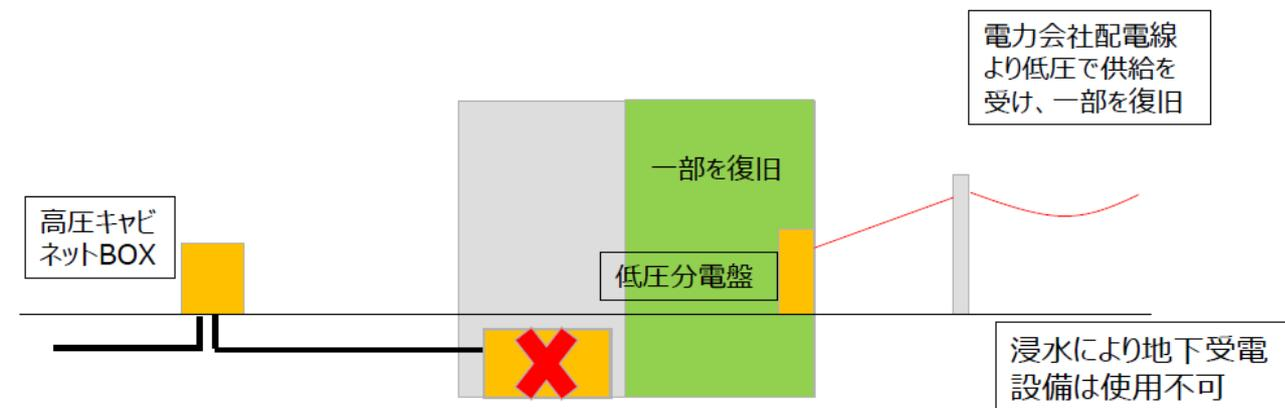 電力会社配電線
より低圧で供給を
受け、一部を復旧
一部を復旧
高圧キャビ
ネットBOX
低圧分電盤
浸水により地下受電
設備は使用不可